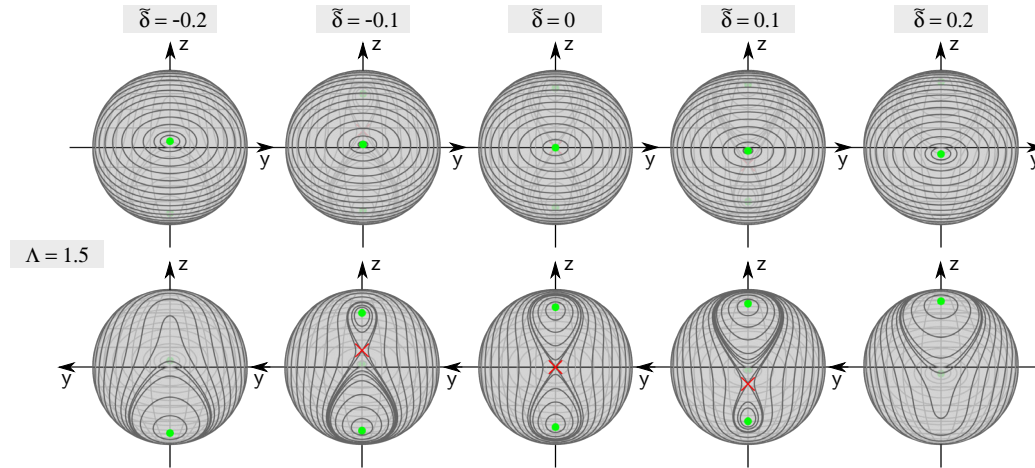 δ̃ = -0.2 δ̃ = -0.1 δ̃ = 0 δ̃ = 0.1 δ̃ = 0.2
z z z z z
y y y y y
Λ = 1.5
z z z z z
y y y y y